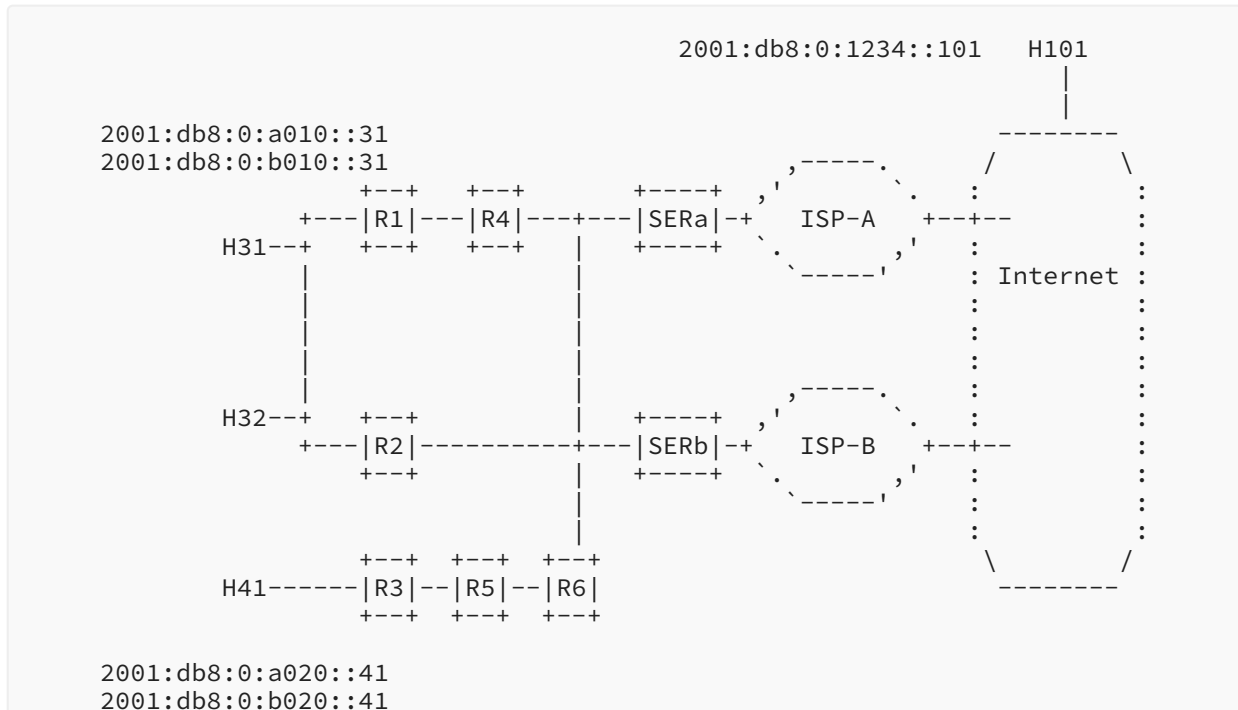 2001:db8:0:1234::101 H101
2001:db8:0:a010::31
2001:db8:0:b010::31
R1 R4 SERa ISP-A
H31
Internet
H32
R2 SERb ISP-B
H41 R3 R5 R6
2001:db8:0:a020::41
2001:db8:0:b020::41